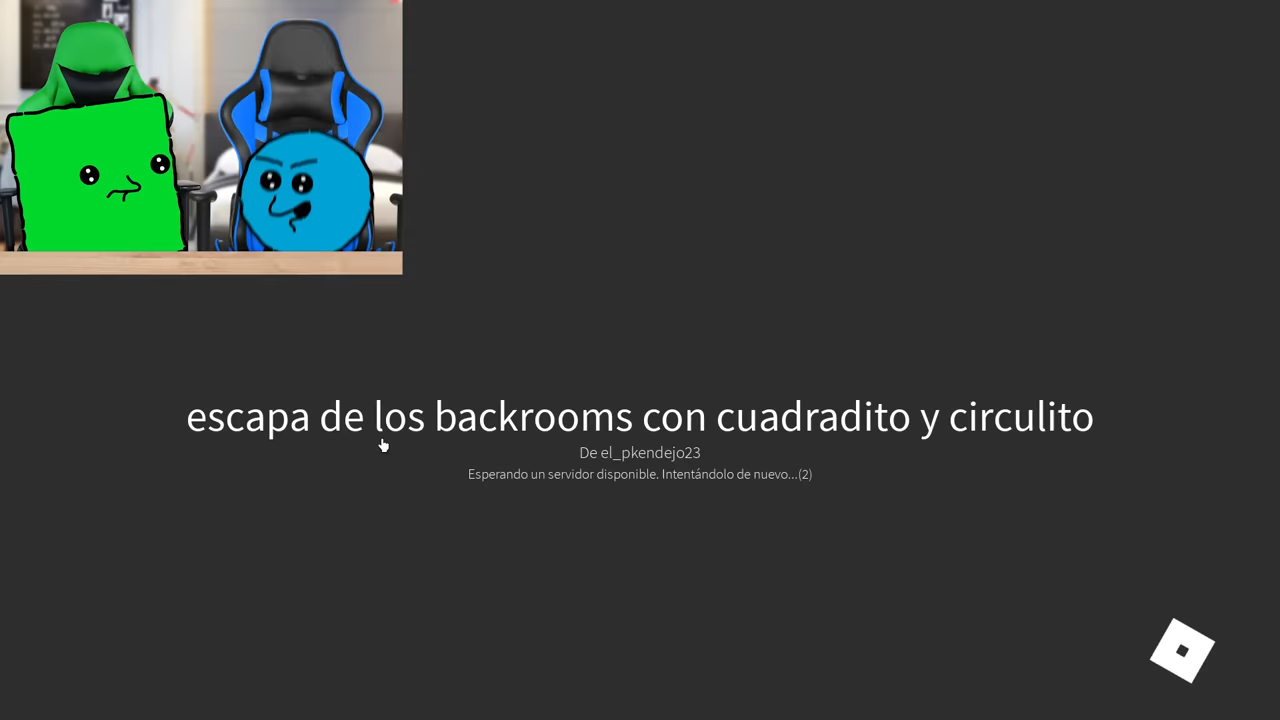 escapa de los backrooms con cuadradito y circulito
De el_pkendejo23
Esperando un servidor disponible. Intentándolo de nuevo...(2)